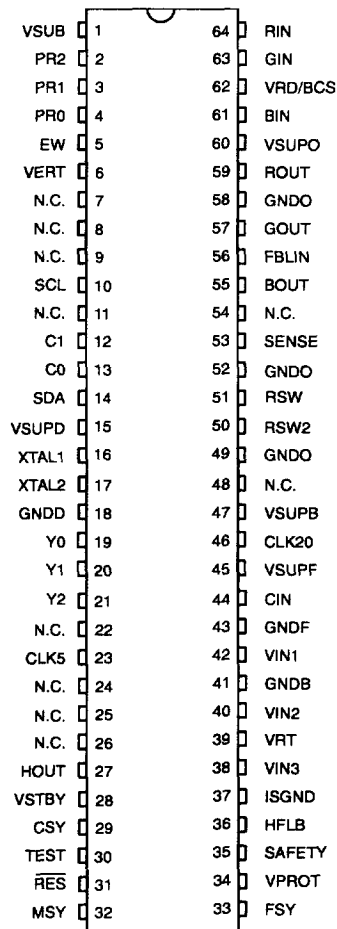 VSUB 1 64 RIN
PR2 2 63 GIN
PR1 3 62 VRD/BCS
PR0 4 61 BIN
EW 5 60 VSUPO
VERT 6 59 ROUT
N.C. 7 58 GNDO
N.C. 8 57 GOUT
N.C. 9 56 FBLIN
SCL 10 55 BOUT
N.C. 11 54 N.C.
C1 12 53 SENSE
C0 13 52 GNDO
SDA 14 51 RSW
VSUPD 15 50 RSW2
XTAL1 16 49 GNDO
XTAL2 17 48 N.C.
GNDD 18 47 VSUPB
Y0 19 46 CLK20
Y1 20 45 VSUPF
Y2 21 44 CIN
N.C. 22 43 GNDF
CLK5 23 42 VIN1
N.C. 24 41 GNDB
N.C. 25 40 VIN2
N.C. 26 39 VRT
HOUT 27 38 VIN3
VSTBY 28 37 ISGND
CSY 29 36 HFLB
TEST 30 35 SAFETY
RES 31 34 VPROT
MSY 32 33 FSY